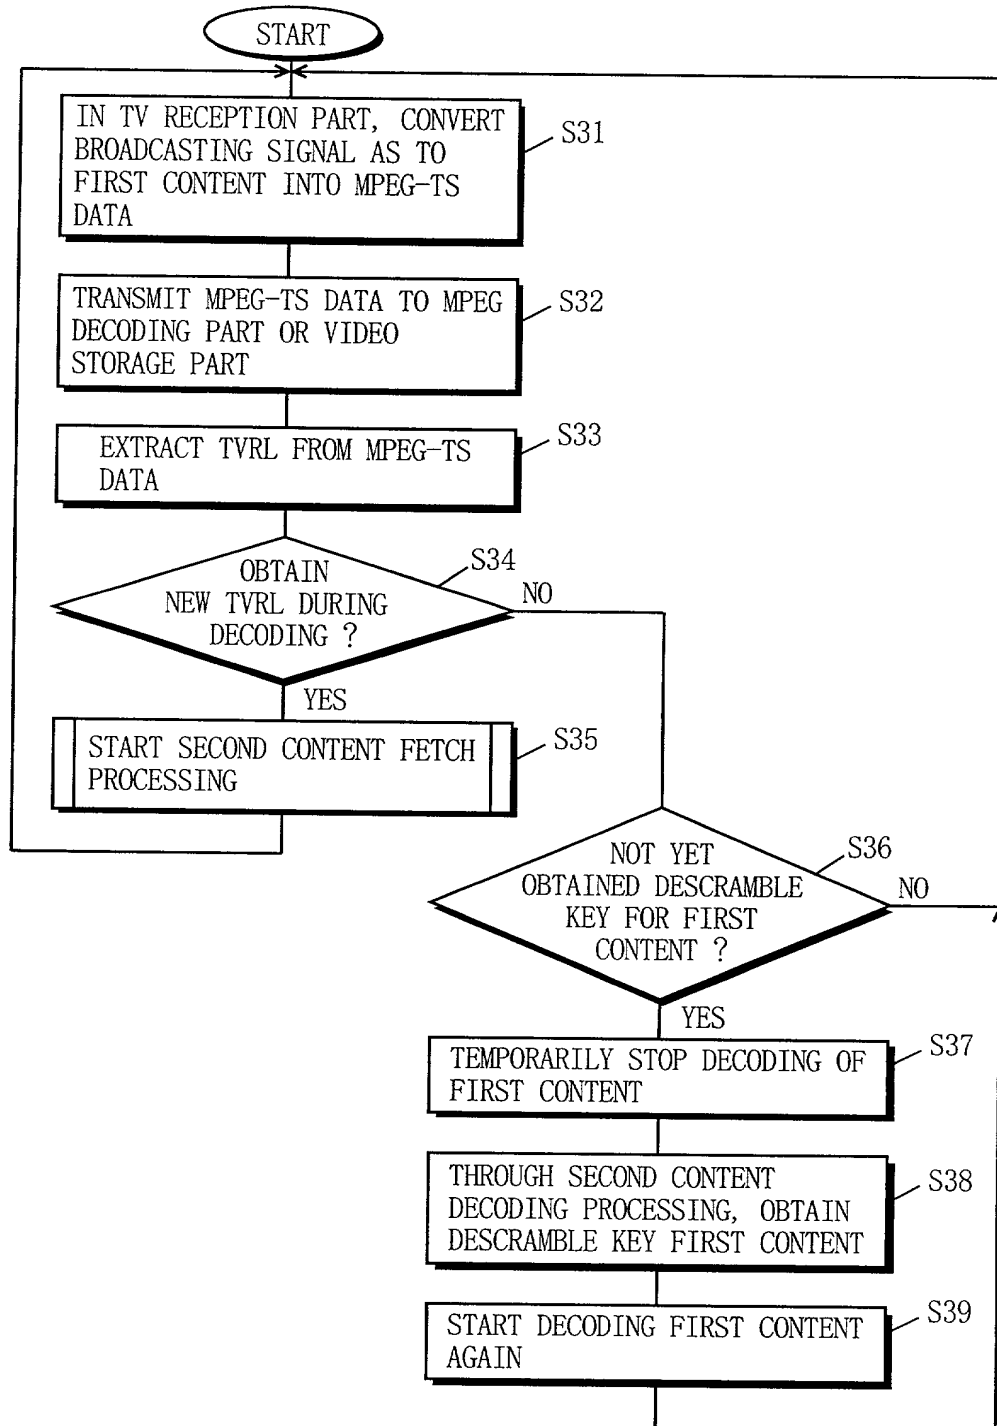 START
IN TV RECEPTION PART, CONVERT
BROADCASTING SIGNAL AS TO
FIRST CONTENT INTO MPEG-TS
DATA
S31
TRANSMIT MPEG-TS DATA TO MPEG
DECODING PART OR VIDEO
STORAGE PART
S32
EXTRACT TVRL FROM MPEG-TS
DATA
S33
OBTAIN
NEW TVRL DURING
DECODING ?
S34
NO
YES
START SECOND CONTENT FETCH
PROCESSING
S35
NOT YET
OBTAINED DESCRAMBLE
KEY FOR FIRST
CONTENT ?
S36
NO
YES
TEMPORARILY STOP DECODING OF
FIRST CONTENT
S37
THROUGH SECOND CONTENT
DECODING PROCESSING, OBTAIN
DESCRAMBLE KEY FIRST CONTENT
S38
START DECODING FIRST CONTENT
AGAIN
S39